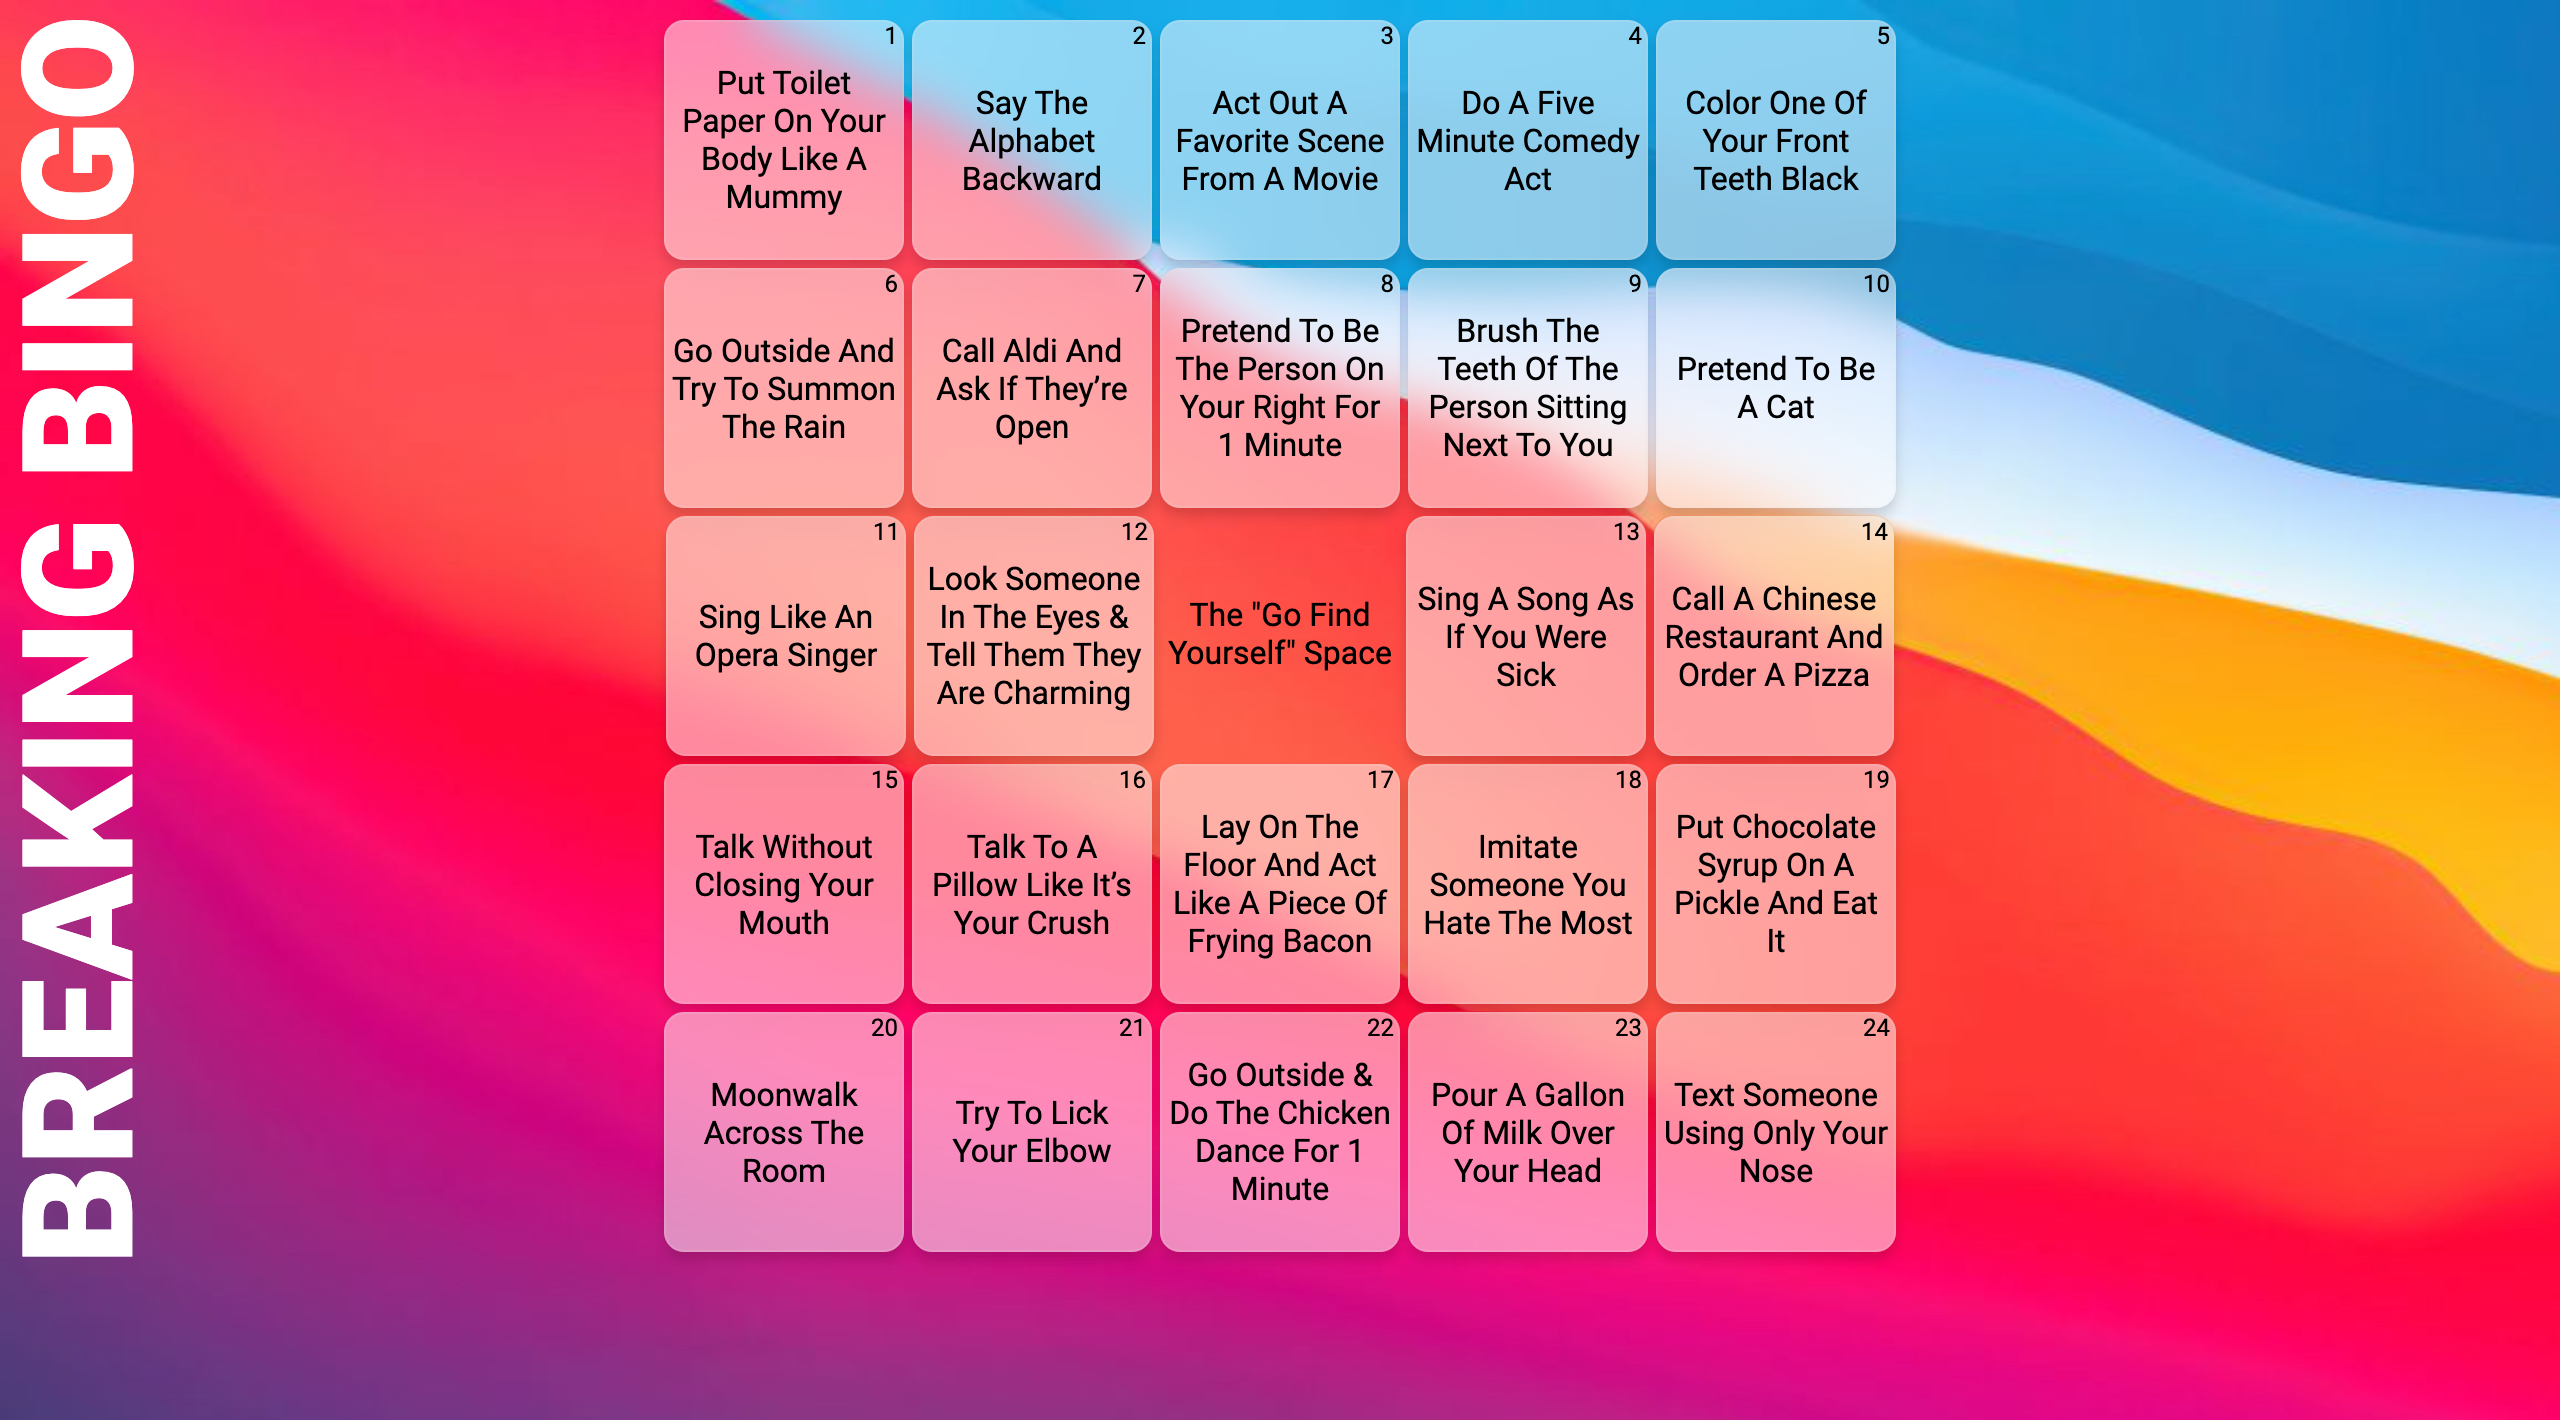 BREAKING BINGO
1
Put Toilet
Paper On Your
Body Like A
Mummy
2
Say The
Alphabet
Backward
3
Act Out A
Favorite Scene
From A Movie
4
Do A Five
Minute Comedy
Act
5
Color One Of
Your Front
Teeth Black
6
Go Outside And
Try To Summon
The Rain
7
Call Aldi And
Ask If They’re
Open
8
Pretend To Be
The Person On
Your Right For
1 Minute
9
Brush The
Teeth Of The
Person Sitting
Next To You
10
Pretend To Be
A Cat
11
Sing Like An
Opera Singer
12
Look Someone
In The Eyes &
Tell Them They
Are Charming
The "Go Find
Yourself" Space
13
Sing A Song As
If You Were
Sick
14
Call A Chinese
Restaurant And
Order A Pizza
15
Talk Without
Closing Your
Mouth
16
Talk To A
Pillow Like It’s
Your Crush
17
Lay On The
Floor And Act
Like A Piece Of
Frying Bacon
18
Imitate
Someone You
Hate The Most
19
Put Chocolate
Syrup On A
Pickle And Eat
It
20
Moonwalk
Across The
Room
21
Try To Lick
Your Elbow
22
Go Outside &
Do The Chicken
Dance For 1
Minute
23
Pour A Gallon
Of Milk Over
Your Head
24
Text Someone
Using Only Your
Nose